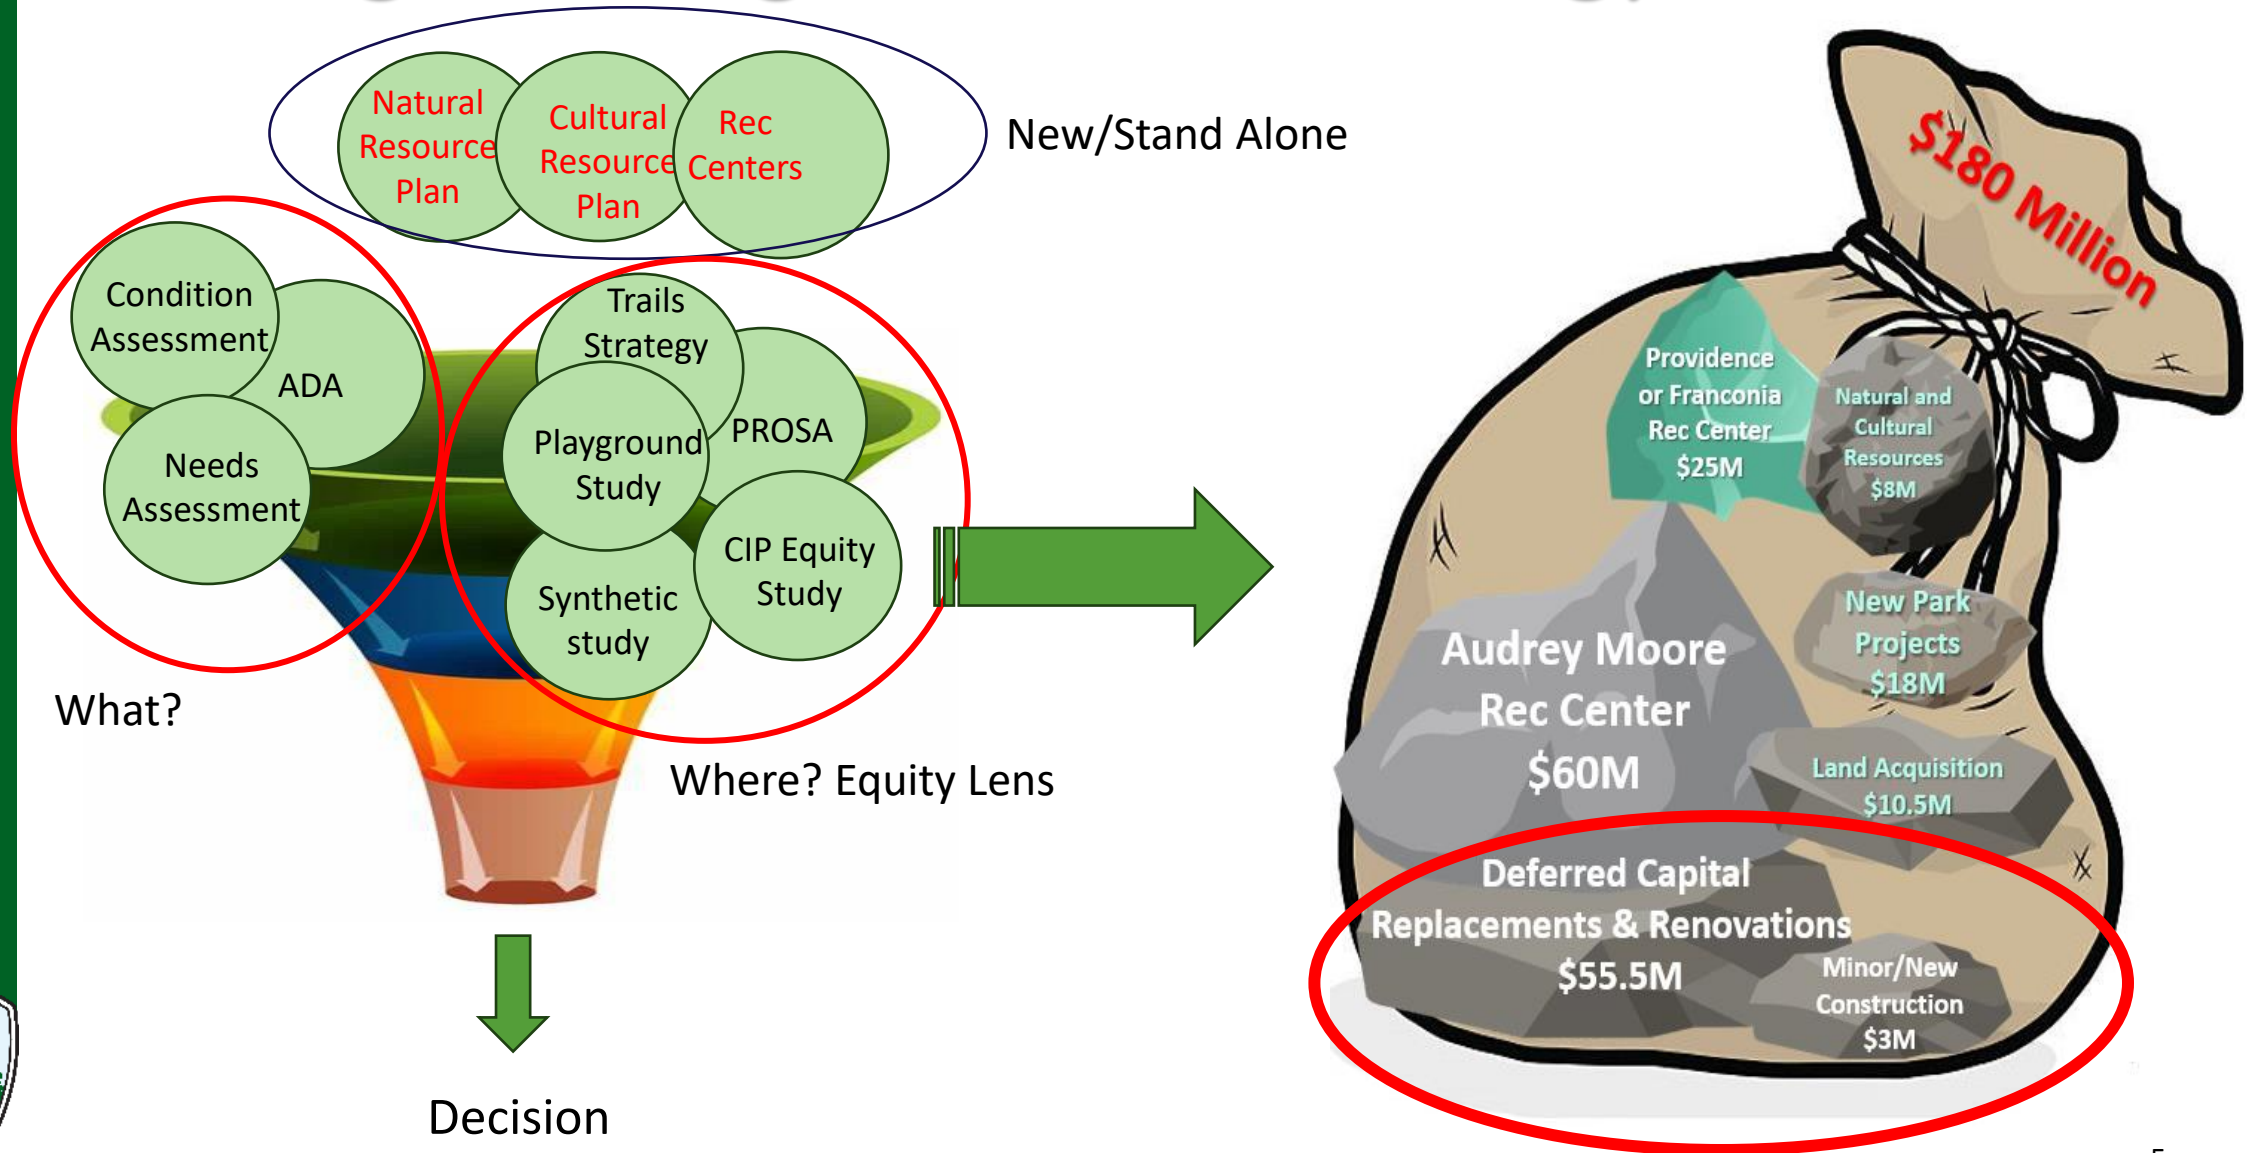 Natural
Resource
Plan
Cultural
Resource
Plan
Rec
Centers
New/Stand Alone
Condition
Assessment
ADA
Needs
Assessment
What?
Trails
Strategy
PROSA
Playground
Study
CIP Equity
Study
Synthetic
study
Where? Equity Lens
Decision
$180 Million
Providence
or Franconia
Rec Center
$25M
Natural and
Cultural
Resources
$8M
New Park
Projects
$18M
Audrey Moore
Rec Center
$60M
Land Acquisition
$10.5M
Deferred Capital
Replacements & Renovations
$55.5M
Minor/New
Construction
$3M